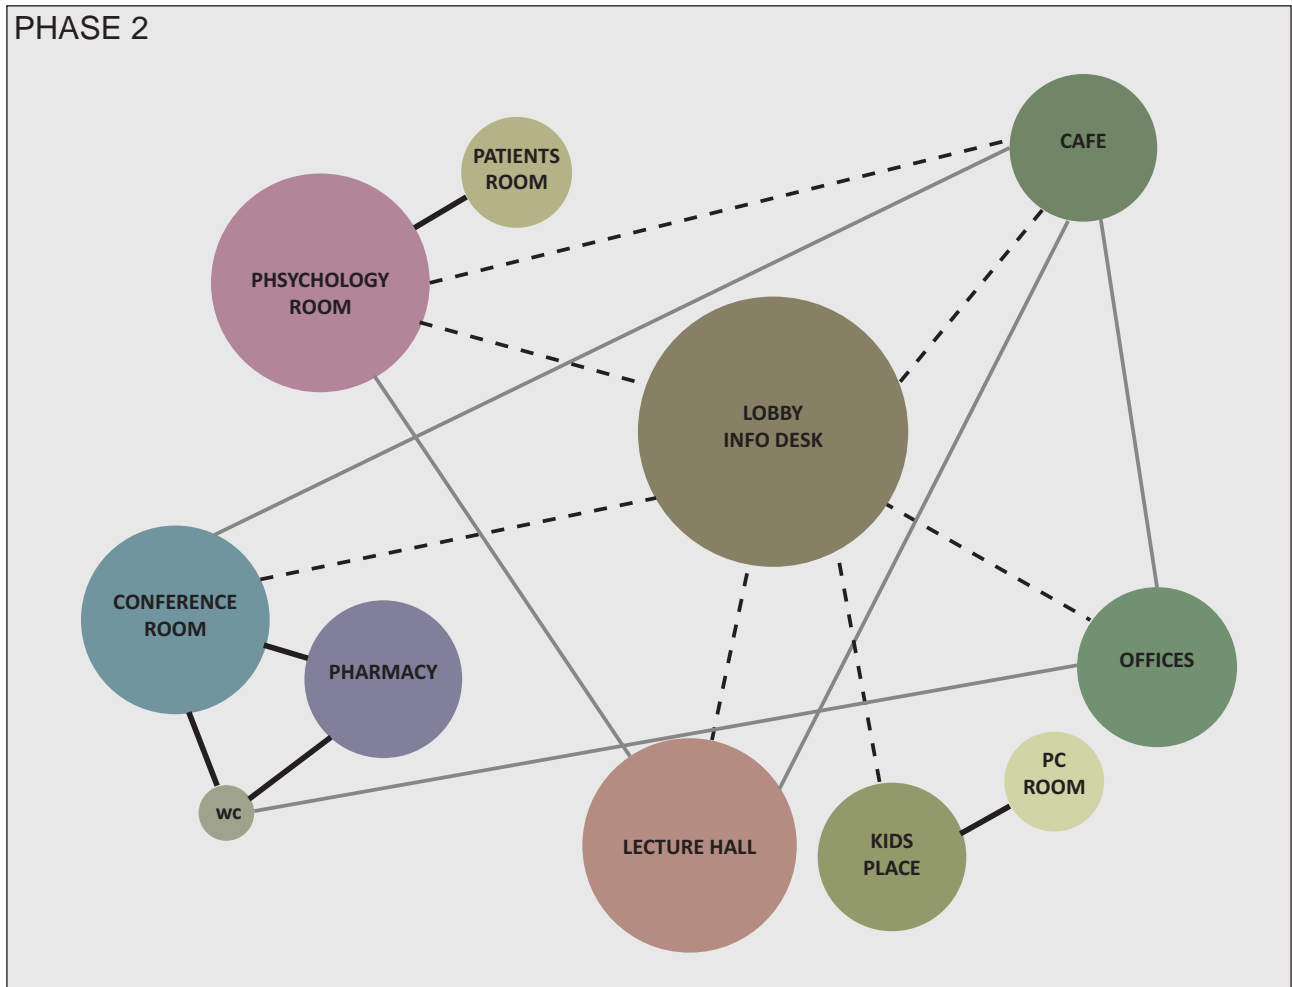 PHASE 2
CAFE
PATIENTS
ROOM
PHSYCHOLOGY
ROOM
LOBBY
INFO DESK
CONFERENCE
ROOM
PHARMACY
OFFICES
wc
LECTURE HALL
KIDS
PLACE
PC
ROOM